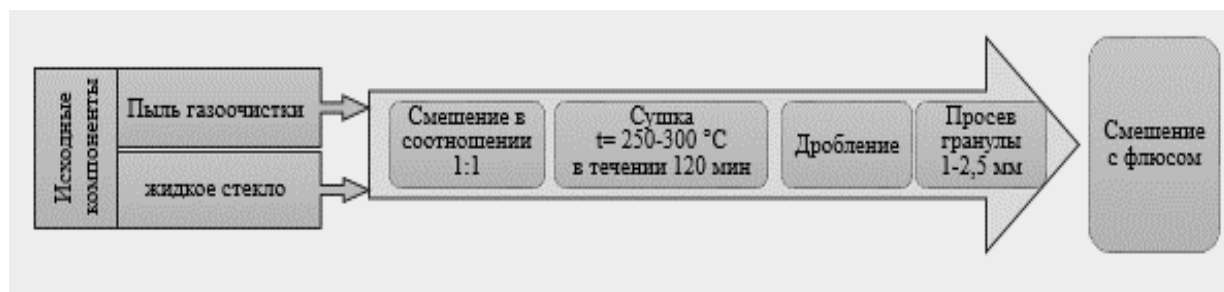 Исходные
компоненты
Пыль газоочистки
жидкое стекло
Смешение в
соотношении
1:1
Сушка
t= 250-300 °C
в течении 120 мин
Дробление
Просев
гранулы
1-2,5 мм
Смешение
с флюсом